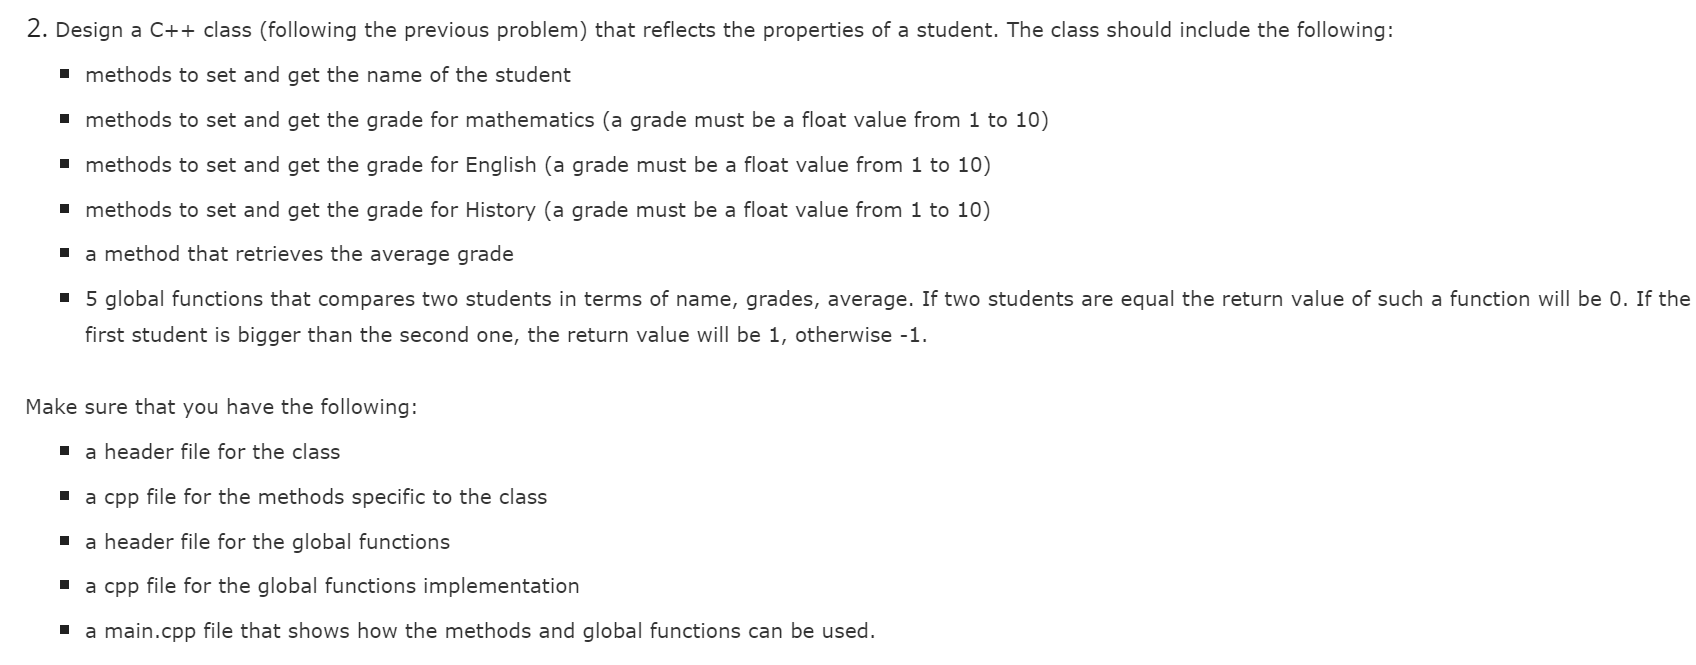 2. Design a C++ class (following the previous problem) that reflects the properties of a student. The class should include the following:
▪ methods to set and get the name of the student
▪ methods to set and get the grade for mathematics (a grade must be a float value from 1 to 10)
▪ methods to set and get the grade for English (a grade must be a float value from 1 to 10)
▪ methods to set and get the grade for History (a grade must be a float value from 1 to 10)
▪ a method that retrieves the average grade
▪ 5 global functions that compares two students in terms of name, grades, average. If two students are equal the return value of such a function will be 0. If the
first student is bigger than the second one, the return value will be 1, otherwise -1.
Make sure that you have the following:
▪ a header file for the class
▪ a cpp file for the methods specific to the class
▪ a header file for the global functions
▪ a cpp file for the global functions implementation
▪ a main.cpp file that shows how the methods and global functions can be used.